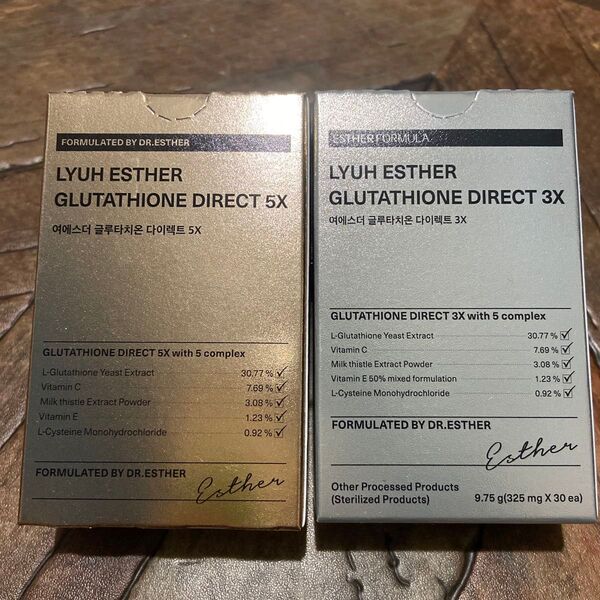 FORMULATED BY DR.ESTHER
LYUH ESTHER
GLUTATHIONE DIRECT 5X
여에스더 글루타치온 다이렉트 5X
GLUTATHIONE DIRECT 5X with 5 complex
L-Glutathione Yeast Extract 30.77 %
Vitamin C 7.69 %
Milk thistle Extract Powder 3.08 %
Vitamin E 1.23 %
L-Cysteine Monohydrochloride 0.92 %
FORMULATED BY DR.ESTHER
Esther
ESTHER FORMULA
LYUH ESTHER
GLUTATHIONE DIRECT 3X
여에스더 글루타치온 다이렉트 3X
GLUTATHIONE DIRECT 3X with 5 complex
L-Glutathione Yeast Extract 30.77 %
Vitamin C 7.69 %
Milk thistle Extract Powder 3.08 %
Vitamin E 50% mixed formulation 1.23 %
L-Cysteine Monohydrochloride 0.92 %
FORMULATED BY DR.ESTHER
Esther
Other Processed Products
(Sterilized Products) 9.75 g(325 mg X 30 ea)